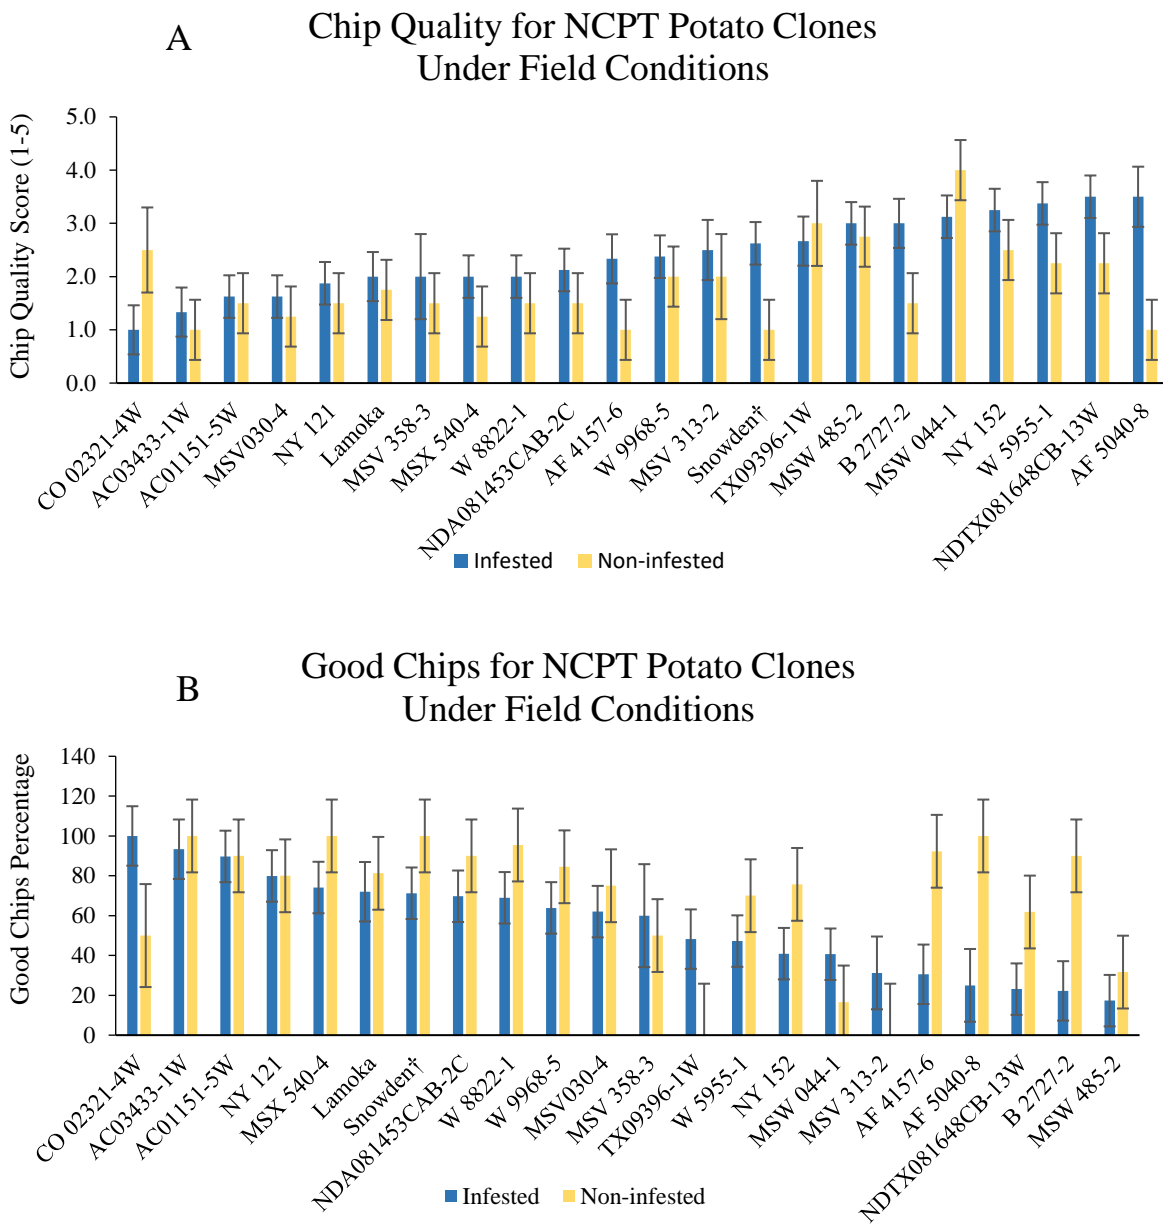 A
Chip Quality for NCPT Potato Clones
Under Field Conditions
Chip Quality Score (1-5)
5.0
4.0
3.0
2.0
1.0
0.0
CO 02321-4W
AC03433-1W
AC01151-5W
MSV030-4
NY 121
Lamoka
MSV 358-3
MSX 540-4
W 8822-1
NDA081453CAB-2C
AF 4157-6
W 9968-5
MSV 313-2
Snowden†
TX09396-1W
MSW 485-2
B 2727-2
MSW 044-1
NY 152
W 5955-1
NDTX081648CB-13W
AF 5040-8
Infested Non-infested
B
Good Chips for NCPT Potato Clones
Under Field Conditions
Good Chips Percentage
140
120
100
80
60
40
20
0
CO 02321-4W
AC03433-1W
AC01151-5W
NY 121
MSX 540-4
Lamoka
Snowden†
NDA081453CAB-2C
W 8822-1
W 9968-5
MSV030-4
MSV 358-3
TX09396-1W
W 5955-1
NY 152
MSW 044-1
MSV 313-2
AF 4157-6
AF 5040-8
NDTX081648CB-13W
B 2727-2
MSW 485-2
Infested Non-infested